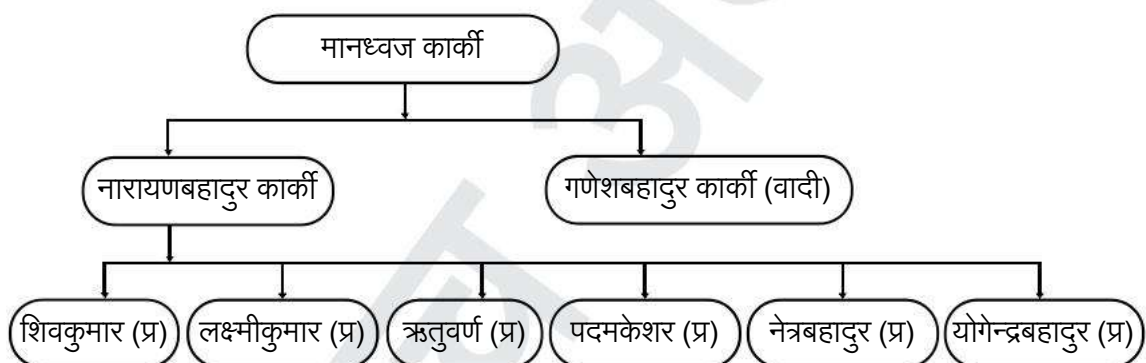 मानध्वज कार्की
नारायणबहादुर कार्की गणेशबहादुर कार्की (वादी)
शिवकुमार (प्र) लक्ष्मीकुमार (प्र) ऋतुवर्ण (प्र) पदमकेशर (प्र) नेत्रबहादुर (प्र) योगेन्द्रबहादुर (प्र)